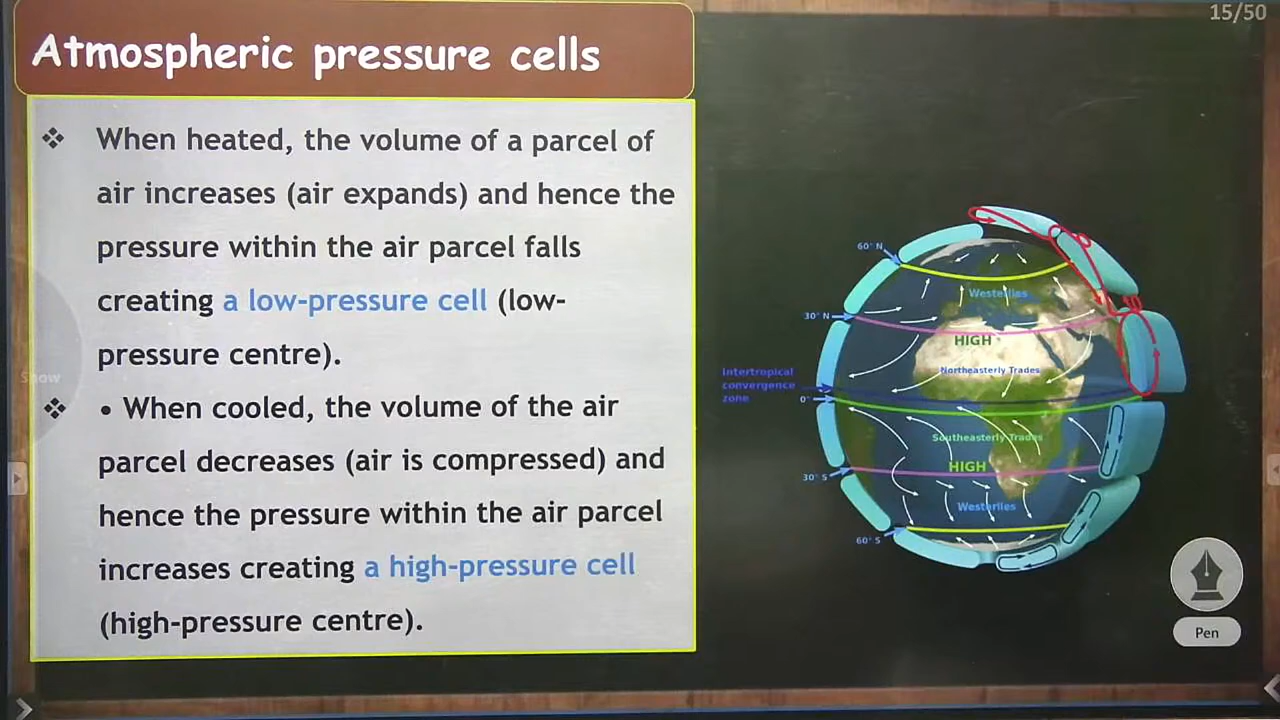 15/50
Atmospheric pressure cells
❖ When heated, the volume of a parcel of
air increases (air expands) and hence the
pressure within the air parcel falls
creating a low-pressure cell (low-
pressure centre).
❖ • When cooled, the volume of the air
parcel decreases (air is compressed) and
hence the pressure within the air parcel
increases creating a high-pressure cell
(high-pressure centre).
Show
60° N
Westerlies
30° N
HIGH
Intertropical
convergence
zone
Northeasterly Trades
0°
Southeasterly Trades
HIGH
30° S
Westerlies
60° S
Pen